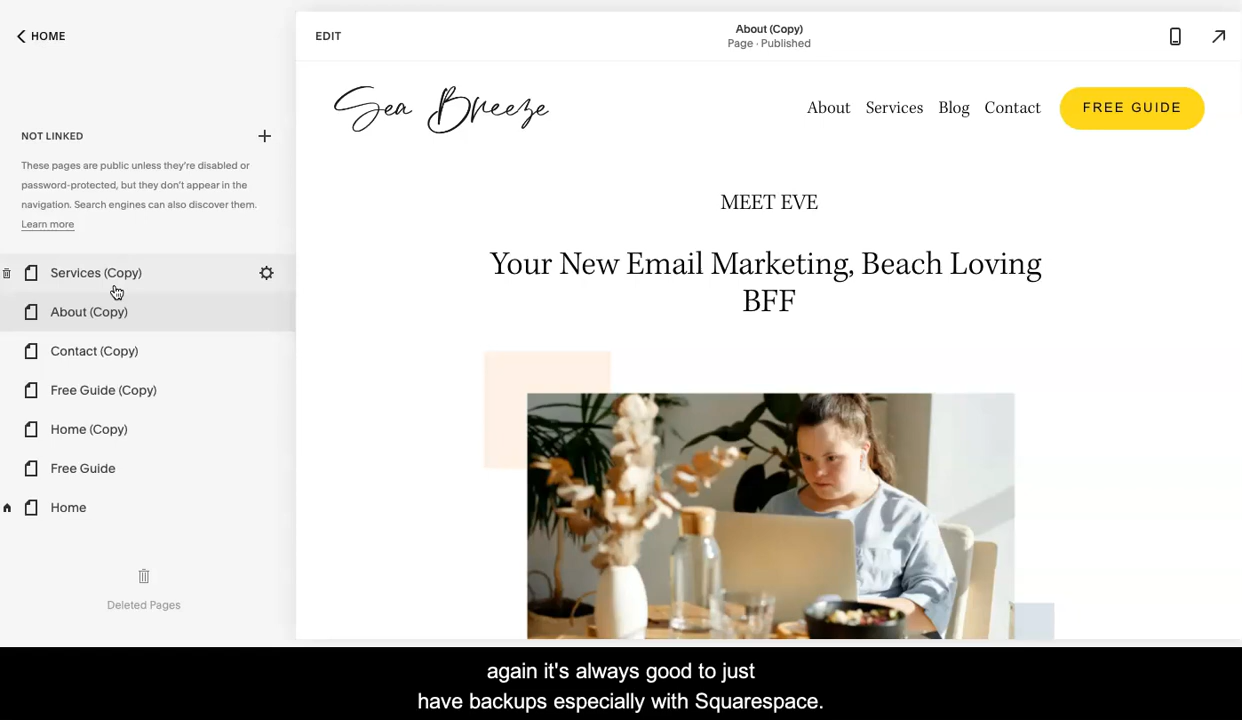 HOME
NOT LINKED
These pages are public unless they're disabled or
password-protected, but they don't appear in the
navigation. Search engines can also discover them.
Learn more
Services (Copy)
About (Copy)
Contact (Copy)
Free Guide (Copy)
Home (Copy)
Free Guide
Home
Deleted Pages
EDIT
About (Copy)
Page · Published
Sea Breeze
About Services Blog Contact FREE GUIDE
MEET EVE
Your New Email Marketing, Beach Loving
BFF
again it's always good to just
have backups especially with Squarespace.